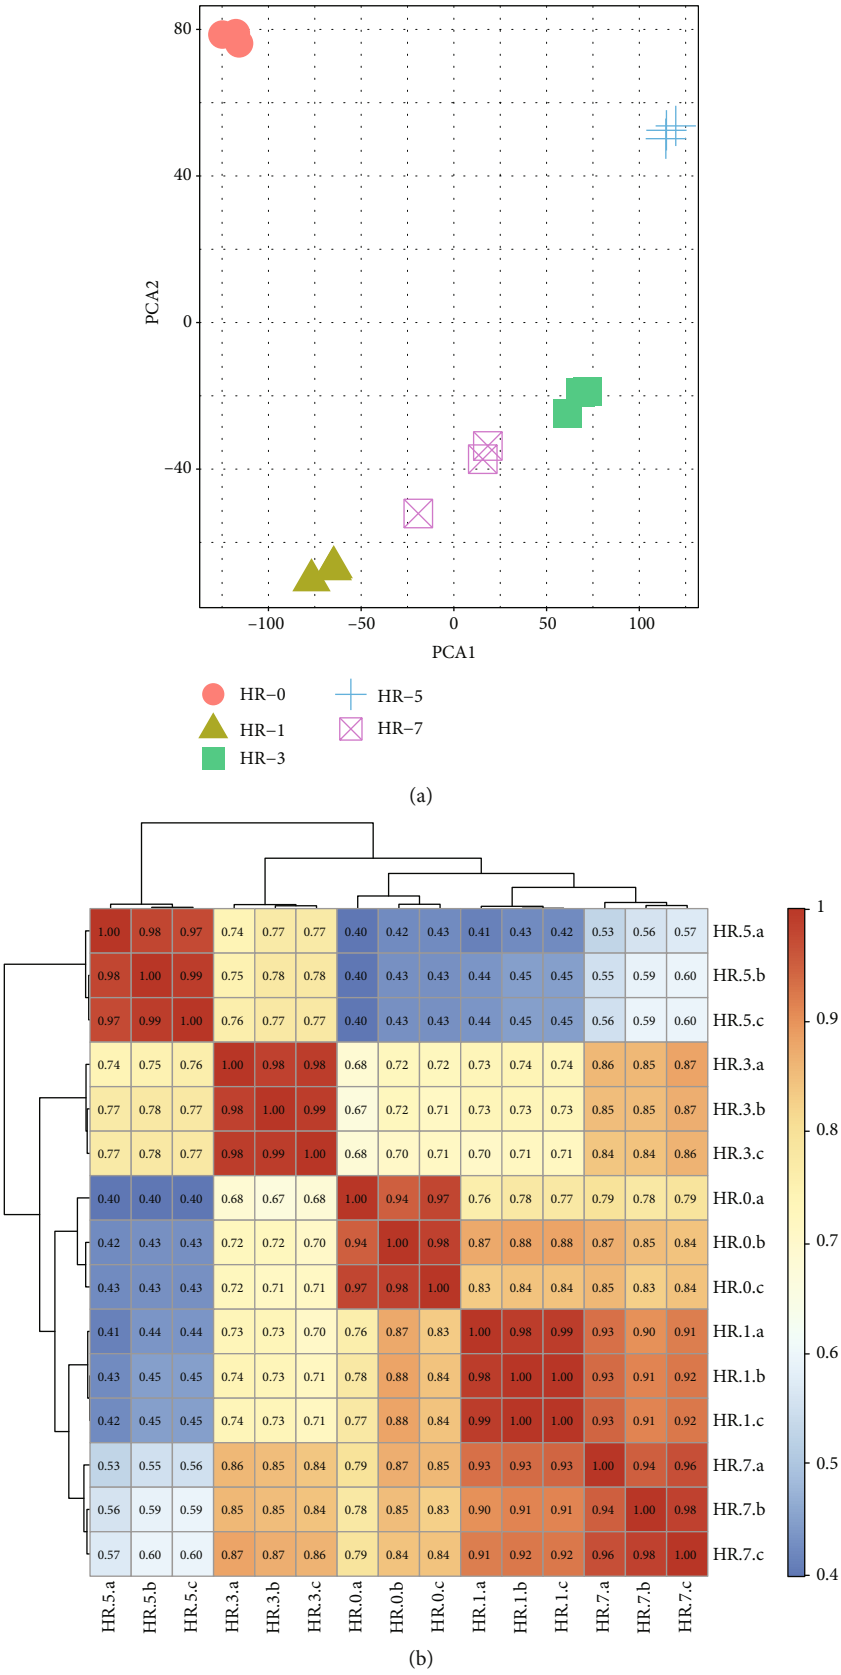 80
40
0
−40
PCA2
−100
−50
0
50
100
PCA1
HR−0
HR−5
HR−1
HR−7
HR−3
(a)
1.00 0.98 0.97 0.74 0.77 0.77 0.40 0.42 0.43 0.41 0.43 0.42 0.53 0.56 0.57 HR.5.a
0.98 1.00 0.99 0.75 0.78 0.78 0.40 0.43 0.43 0.44 0.45 0.45 0.55 0.59 0.60 HR.5.b
0.97 0.99 1.00 0.76 0.77 0.77 0.40 0.43 0.43 0.44 0.45 0.45 0.56 0.59 0.60 HR.5.c
0.74 0.75 0.76 1.00 0.98 0.98 0.68 0.72 0.72 0.73 0.74 0.74 0.86 0.85 0.87 HR.3.a
0.77 0.78 0.77 0.98 1.00 0.99 0.67 0.72 0.71 0.73 0.73 0.73 0.85 0.85 0.87 HR.3.b
0.77 0.78 0.77 0.98 0.99 1.00 0.68 0.70 0.71 0.70 0.71 0.71 0.84 0.84 0.86 HR.3.c
0.40 0.40 0.40 0.68 0.67 0.68 1.00 0.94 0.97 0.76 0.78 0.77 0.79 0.78 0.79 HR.0.a
0.42 0.43 0.43 0.72 0.72 0.70 0.94 1.00 0.98 0.87 0.88 0.88 0.87 0.85 0.84 HR.0.b
0.43 0.43 0.43 0.72 0.71 0.71 0.97 0.98 1.00 0.83 0.84 0.84 0.85 0.83 0.84 HR.0.c
0.41 0.44 0.44 0.73 0.73 0.70 0.76 0.87 0.83 1.00 0.98 0.99 0.93 0.90 0.91 HR.1.a
0.43 0.45 0.45 0.74 0.73 0.71 0.78 0.88 0.84 0.98 1.00 1.00 0.93 0.91 0.92 HR.1.b
0.42 0.45 0.45 0.74 0.73 0.71 0.77 0.88 0.84 0.99 1.00 1.00 0.93 0.91 0.92 HR.1.c
0.53 0.55 0.56 0.86 0.85 0.84 0.79 0.87 0.85 0.93 0.93 0.93 1.00 0.94 0.96 HR.7.a
0.56 0.59 0.59 0.85 0.85 0.84 0.78 0.85 0.83 0.90 0.91 0.91 0.94 1.00 0.98 HR.7.b
0.57 0.60 0.60 0.87 0.87 0.86 0.79 0.84 0.84 0.91 0.92 0.92 0.96 0.98 1.00 HR.7.c
HR.5.a
HR.5.b
HR.5.c
HR.3.a
HR.3.b
HR.3.c
HR.0.a
HR.0.b
HR.0.c
HR.1.a
HR.1.b
HR.1.c
HR.7.a
HR.7.b
HR.7.c
1
0.9
0.8
0.7
0.6
0.5
0.4
(b)